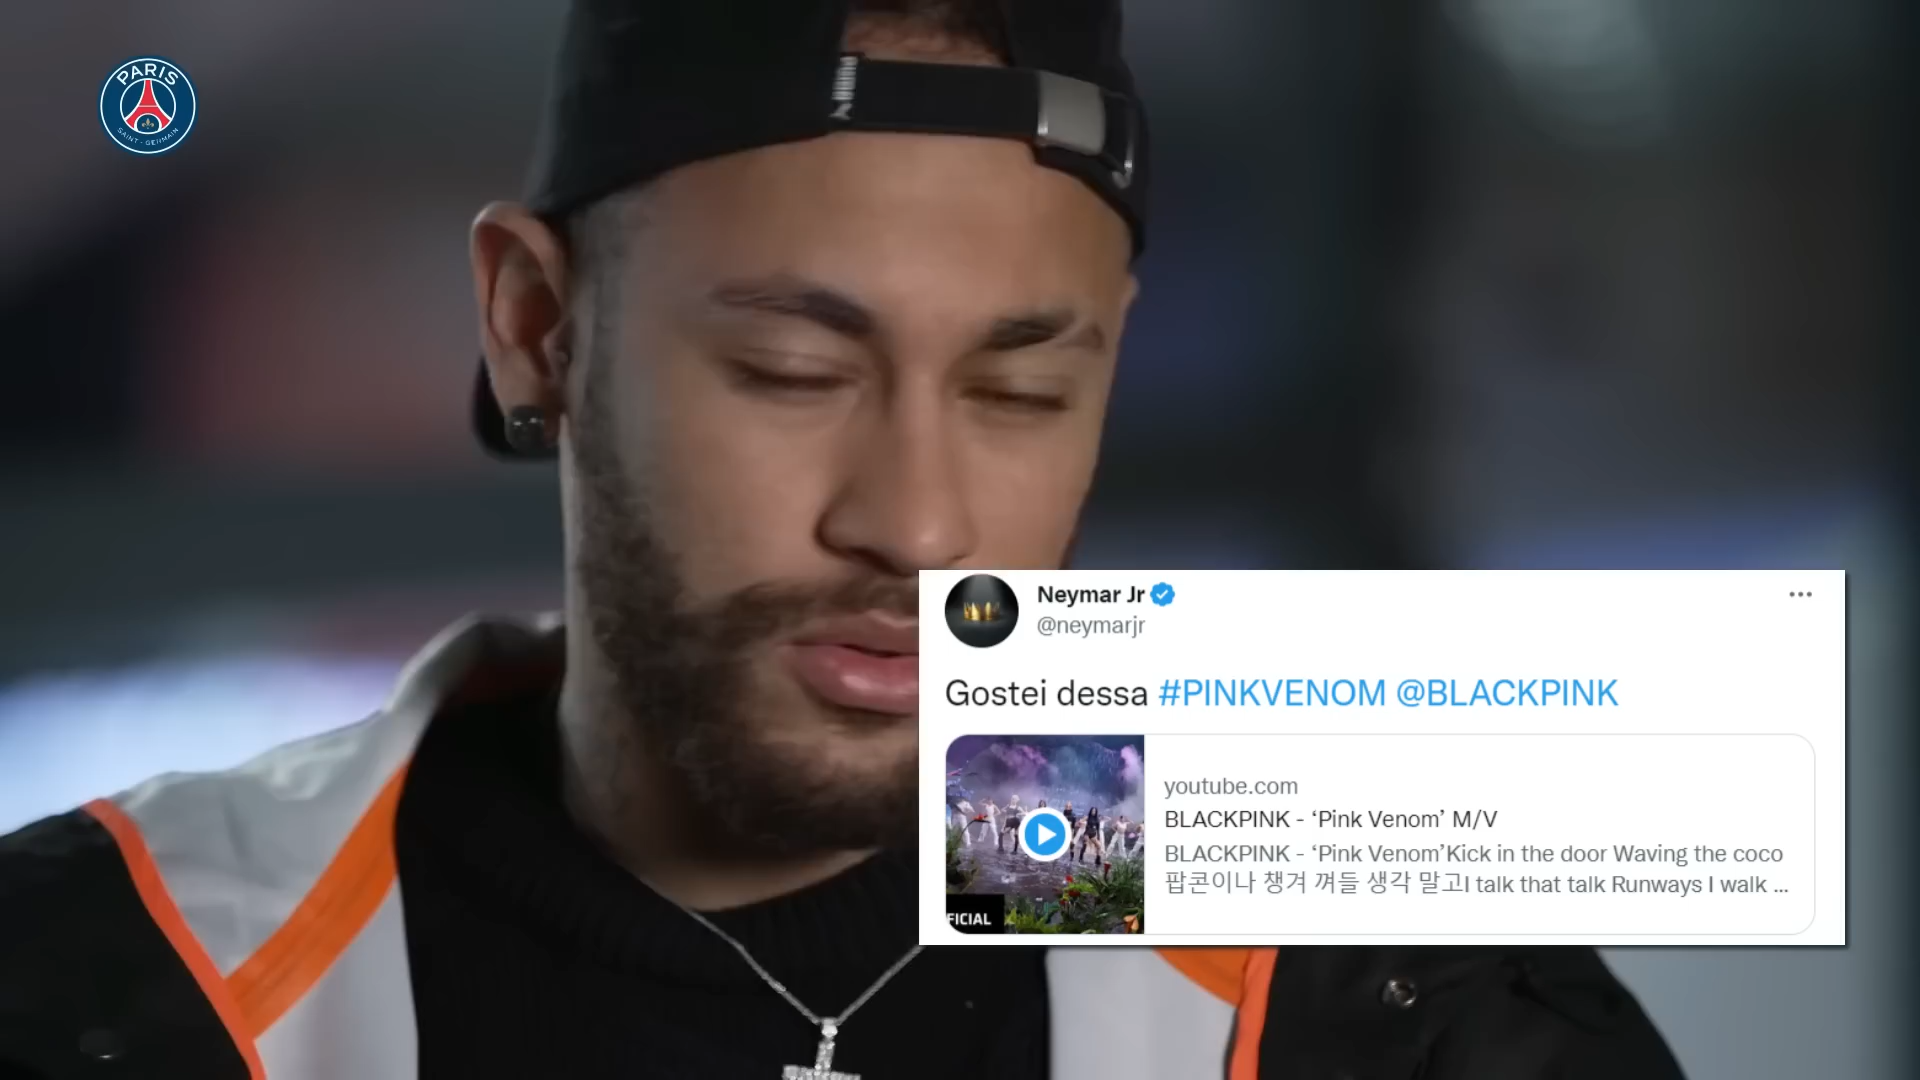 PARIS
SAINT-GERMAIN
Neymar Jr
@neymarjr
Gostei dessa #PINKVENOM @BLACKPINK
youtube.com
BLACKPINK - ‘Pink Venom’ M/V
BLACKPINK - ‘Pink Venom’Kick in the door Waving the coco
팝콘이나 챙겨 껴들 생각 말고I talk that talk Runways I walk ...
FICIAL